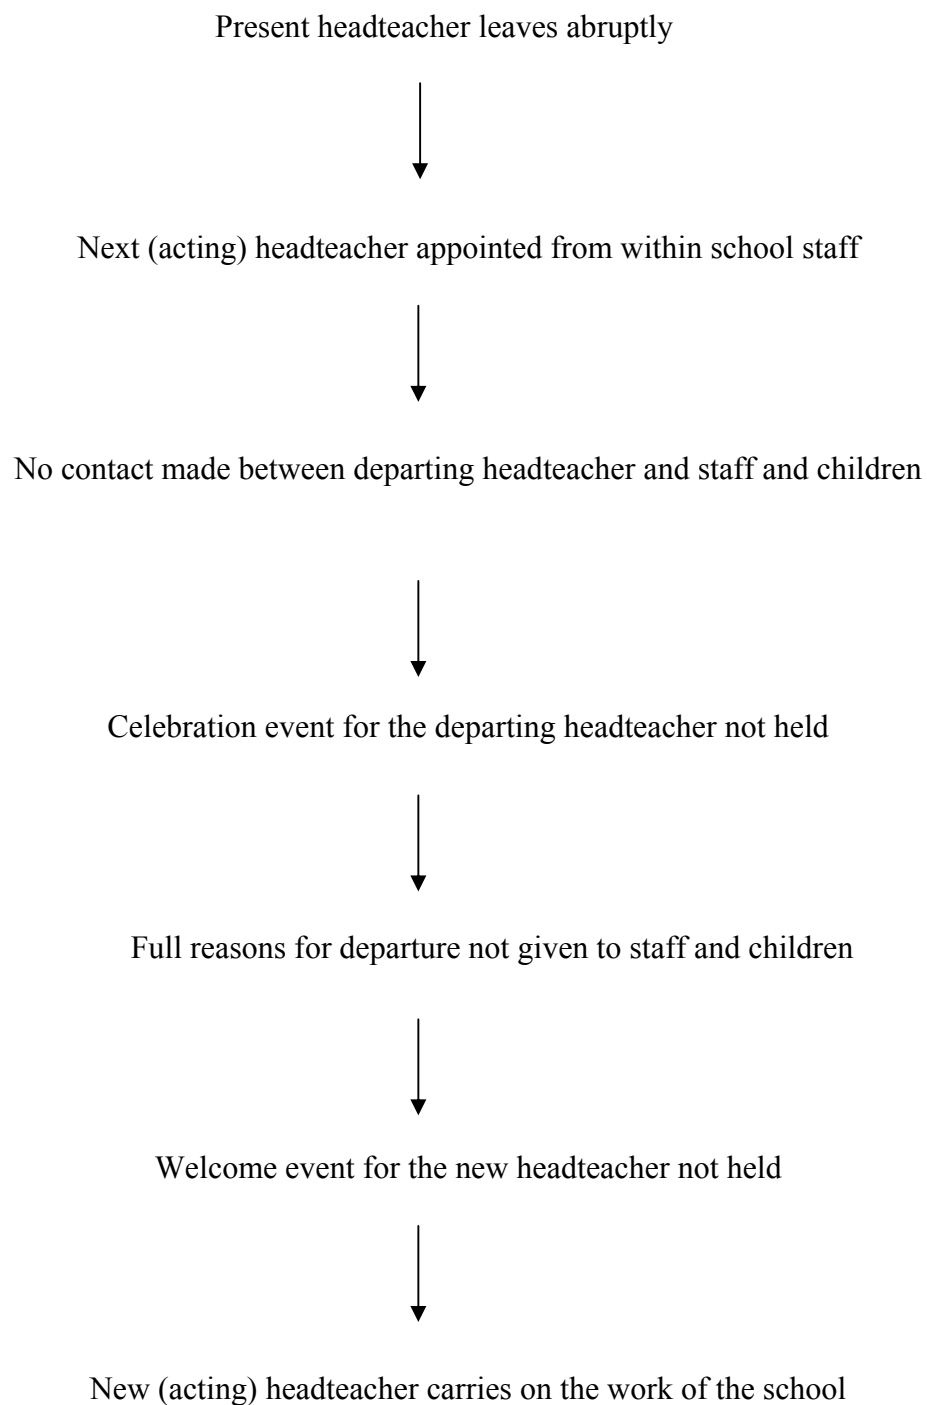 Present headteacher leaves abruptly
Next (acting) headteacher appointed from within school staff
No contact made between departing headteacher and staff and children
Celebration event for the departing headteacher not held
Full reasons for departure not given to staff and children
Welcome event for the new headteacher not held
New (acting) headteacher carries on the work of the school